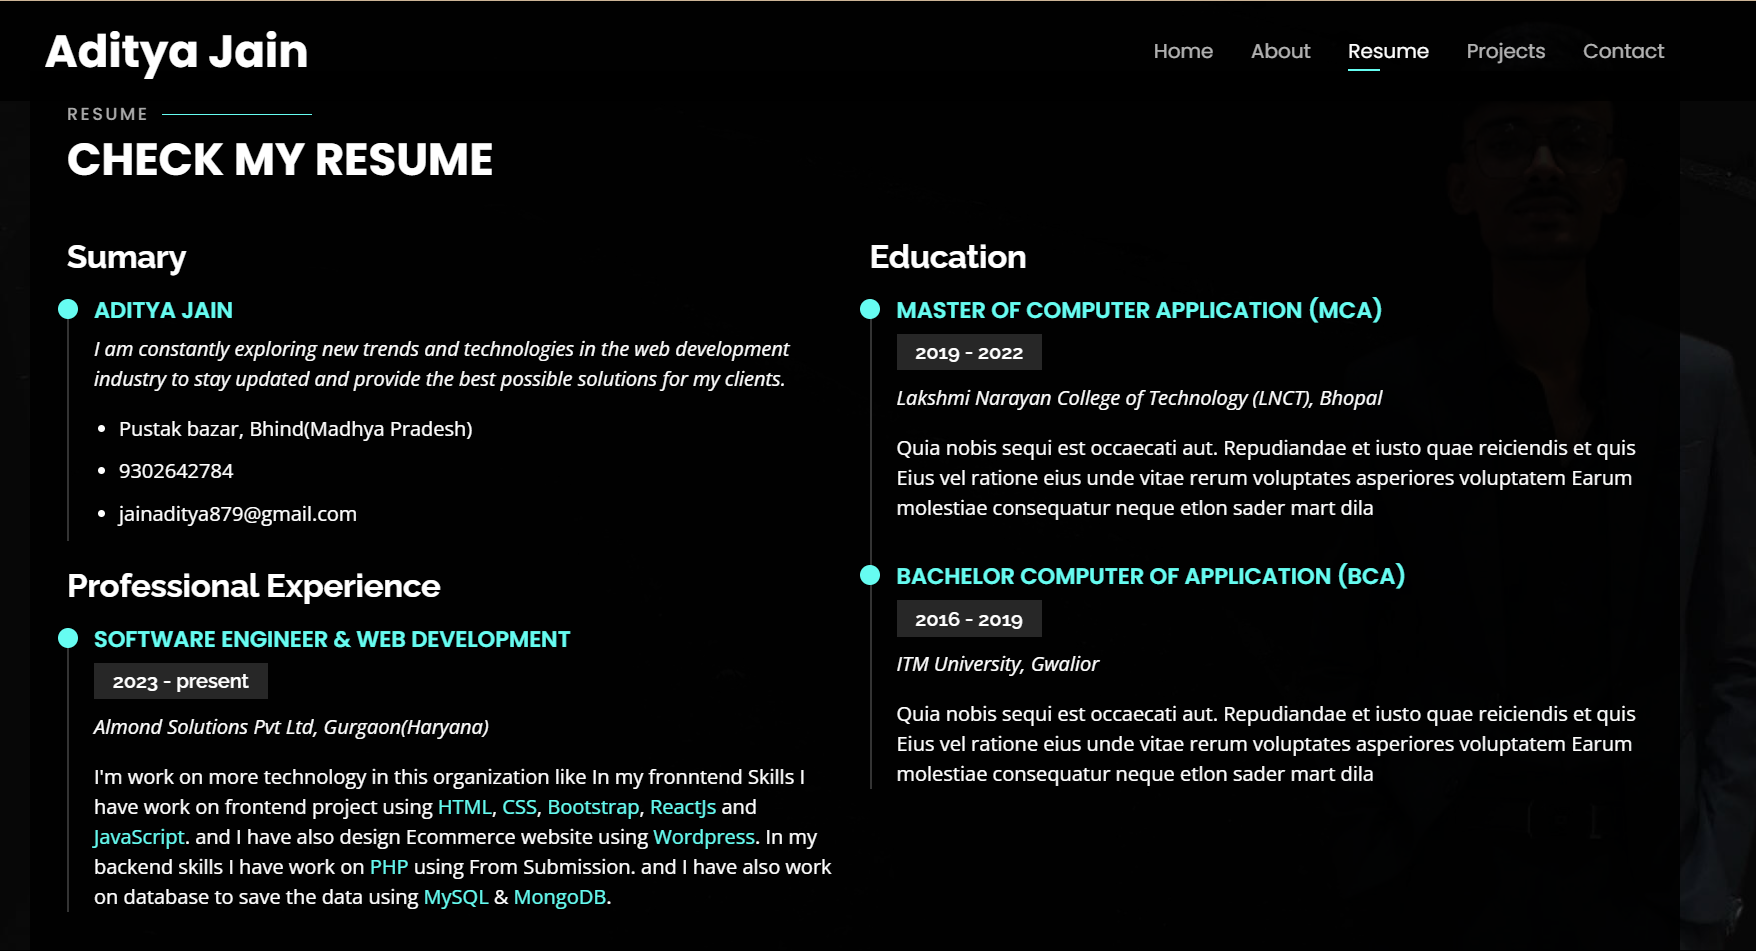 Aditya Jain
Home About Resume Projects Contact
RESUME
CHECK MY RESUME
Sumary
ADITYA JAIN
I am constantly exploring new trends and technologies in the web development
industry to stay updated and provide the best possible solutions for my clients.
• Pustak bazar, Bhind(Madhya Pradesh)
• 9302642784
• jainaditya879@gmail.com
Professional Experience
SOFTWARE ENGINEER & WEB DEVELOPMENT
2023 - present
Almond Solutions Pvt Ltd, Gurgaon(Haryana)
I'm work on more technology in this organization like In my fronntend Skills I
have work on frontend project using HTML, CSS, Bootstrap, ReactJs and
JavaScript. and I have also design Ecommerce website using Wordpress. In my
backend skills I have work on PHP using From Submission. and I have also work
on database to save the data using MySQL & MongoDB.
Education
MASTER OF COMPUTER APPLICATION (MCA)
2019 - 2022
Lakshmi Narayan College of Technology (LNCT), Bhopal
Quia nobis sequi est occaecati aut. Repudiandae et iusto quae reiciendis et quis
Eius vel ratione eius unde vitae rerum voluptates asperiores voluptatem Earum
molestiae consequatur neque etlon sader mart dila
BACHELOR COMPUTER OF APPLICATION (BCA)
2016 - 2019
ITM University, Gwalior
Quia nobis sequi est occaecati aut. Repudiandae et iusto quae reiciendis et quis
Eius vel ratione eius unde vitae rerum voluptates asperiores voluptatem Earum
molestiae consequatur neque etlon sader mart dila